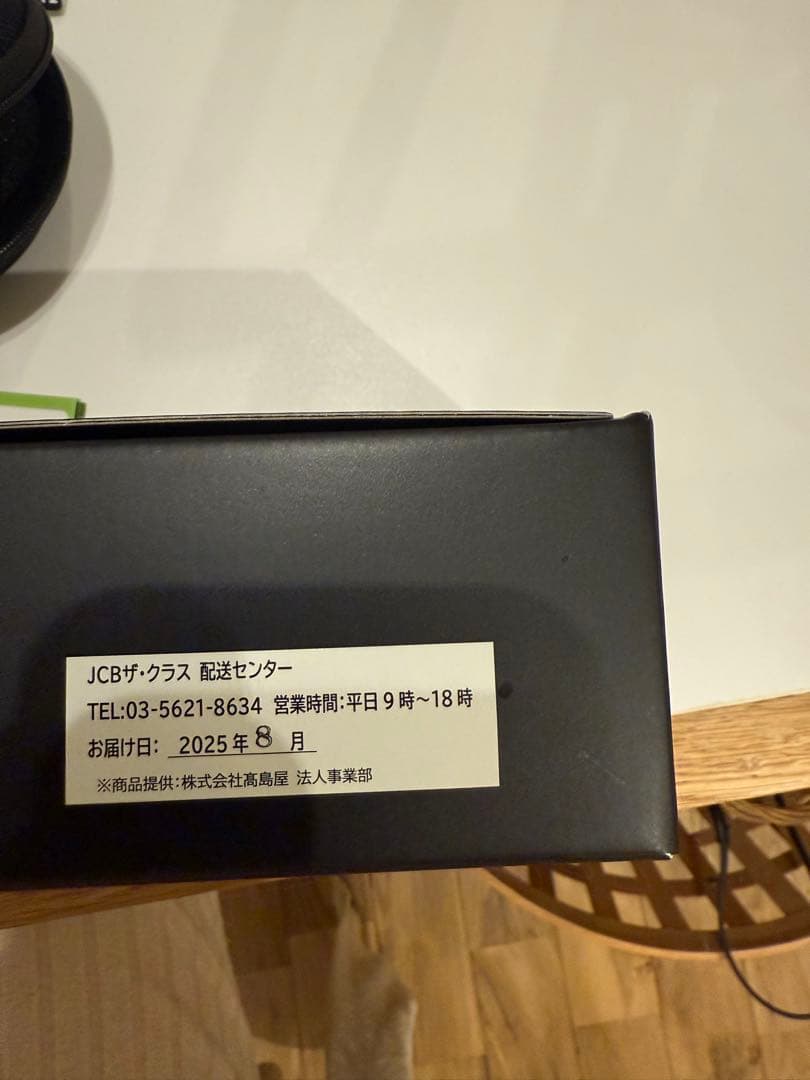 JCBザ・クラス 配送センター
TEL:03-5621-8634 営業時間:平日9時～18時
お届け日: 2025年8月
※商品提供:株式会社髙島屋 法人事業部